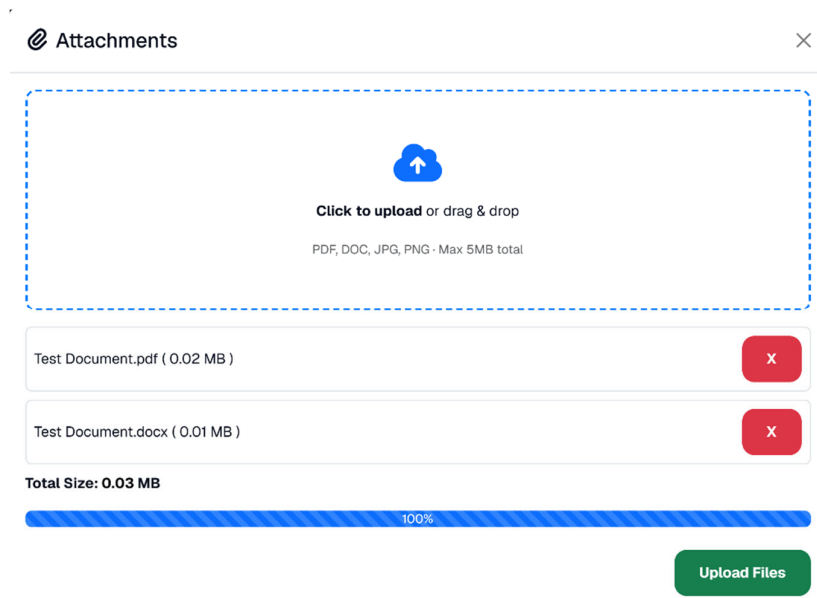 Attachments
Click to upload or drag & drop
PDF, DOC, JPG, PNG · Max 5MB total
Test Document.pdf ( 0.02 MB )
X
Test Document.docx ( 0.01 MB )
X
Total Size: 0.03 MB
100%
Upload Files